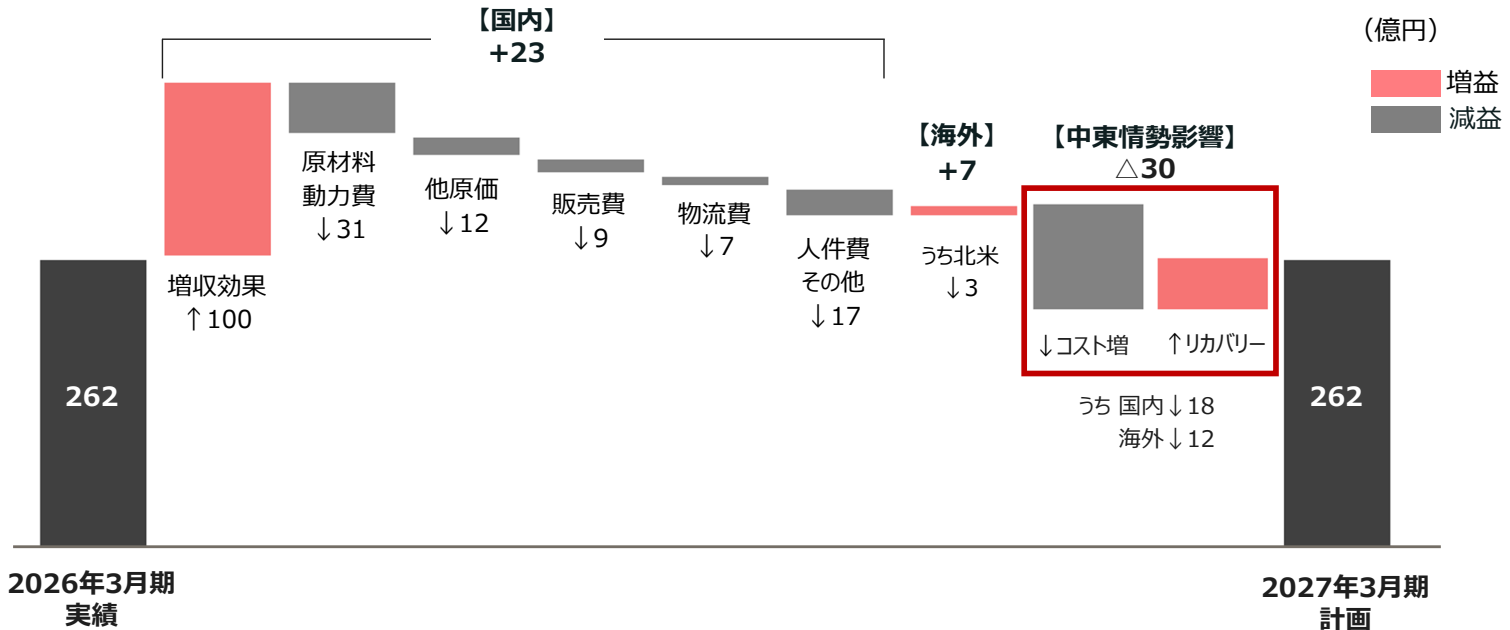 【国内】
+23
（億円）
増益
減益
増収効果
↑100
原材料
動力費
↓31
他原価
↓12
販売費
↓9
物流費
↓7
人件費
その他
↓17
【海外】
+7
うち北米
↓3
【中東情勢影響】
△30
↓コスト増
↑リカバリー
うち 国内↓18
海外↓12
262
262
2026年3月期
実績
2027年3月期
計画